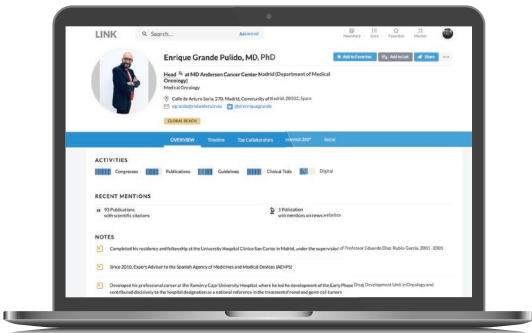 LINK
Search...
Advanced
Newsfeed Lists Favorites Market
Enrique Grande Pulido, MD, PhD
Add to Favorites
Add to List
Share
Head at MD Anderson Cancer Center Madrid (Department of Medical
Oncology)
Medical Oncology
Calle de Arturo Soria, 270, Madrid, Community of Madrid, 28033, Spain
@drenriquegrande
GLOBAL REACH
OVERVIEW Timeline Top Collaborators Internal 360° Social
ACTIVITIES
Congresses Publications Guidelines Clinical Trials Digital
RECENT MENTIONS
93 Publications
with scientific citations
1 Publication
with mentions on news websites
NOTES
Completed his residence and fellowship at the University Hospital Clinico San Carlos in Madrid, under the supervision of Professor Eduardo Díaz-Rubio García. 2001 - 2005
Since 2010, Expert Advisor to the Spanish Agency of Medicines and Medical Devices (AEMPS)
Developed his professional career at the Ramón y Cajal University Hospital, where he led he development of the Early Phase Drug Development Unit in Oncology and
contributed decisively to the hospital designation as a national reference in the treatment of renal and germ cell tumors